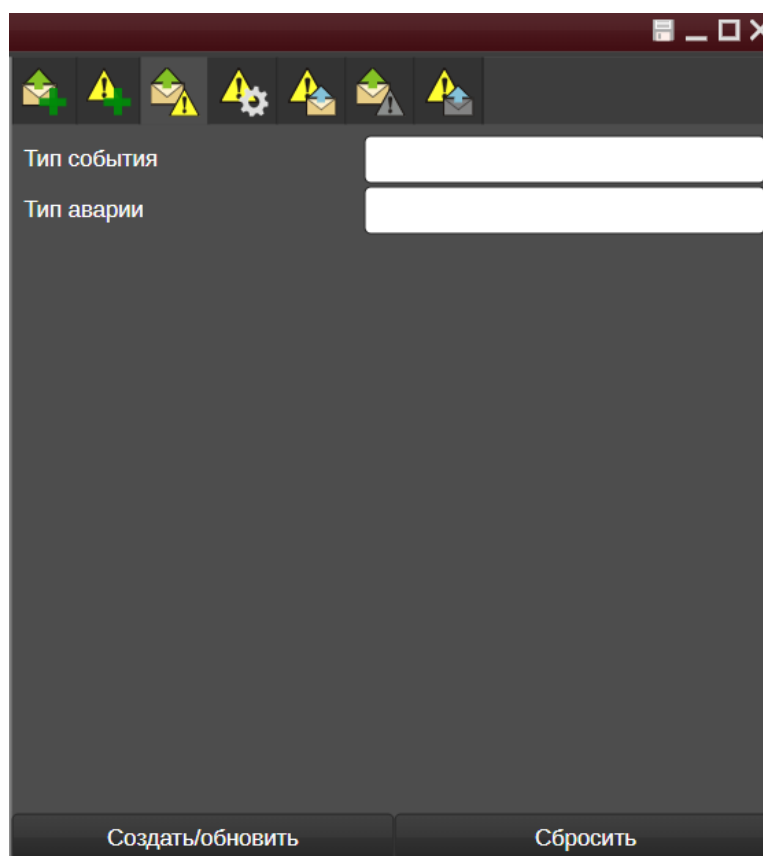 Тип события
Тип аварии
Создать/обновить
Сбросить